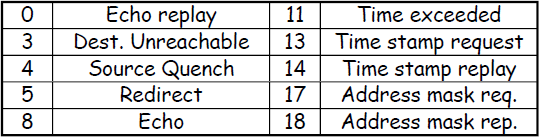 0 Echo replay 11 Time exceeded
3 Dest. Unreachable 13 Time stamp request
4 Source Quench 14 Time stamp replay
5 Redirect 17 Address mask req.
8 Echo 18 Address mask rep.